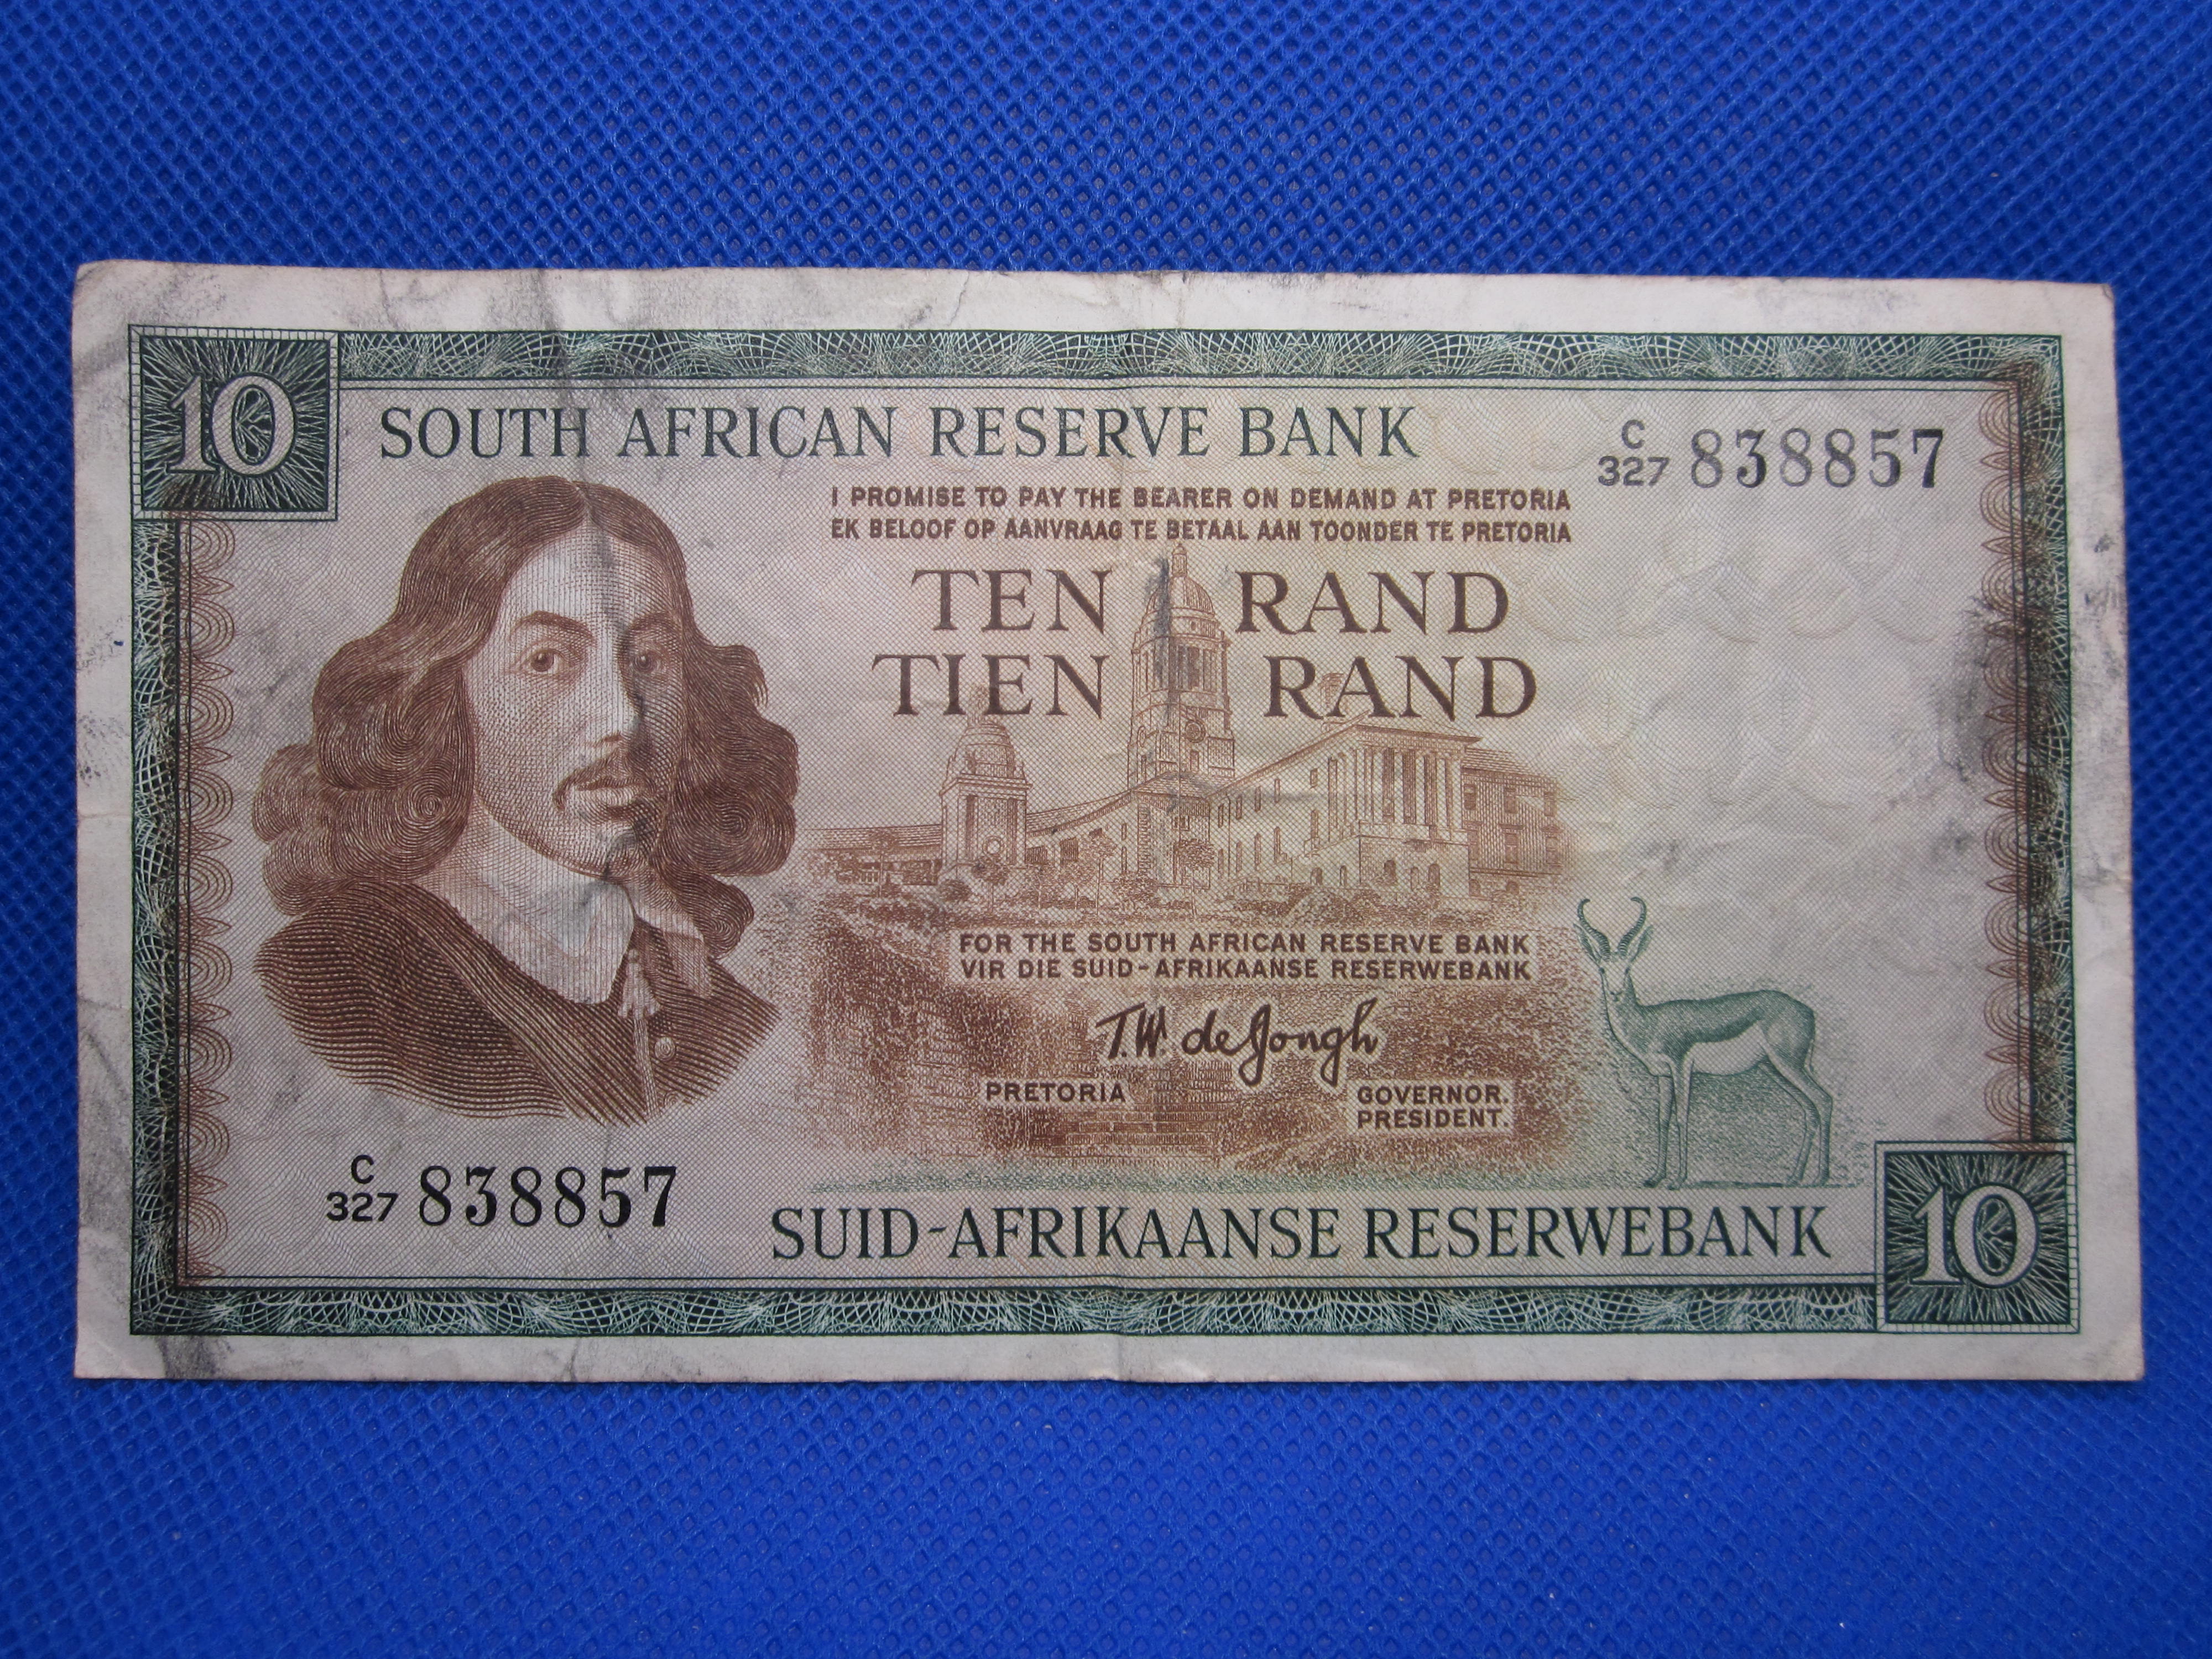 10
SOUTH AFRICAN RESERVE BANK
C
327 838857
I PROMISE TO PAY THE BEARER ON DEMAND AT PRETORIA
EK BELOOF OP AANVRAAG TE BETAAL AAN TOONDER TE PRETORIA
TEN RAND
TIEN RAND
FOR THE SOUTH AFRICAN RESERVE BANK
VIR DIE SUID-AFRIKAANSE RESERWEBANK
T.W. de Jongh
PRETORIA GOVERNOR.
PRESIDENT.
C
327 838857
SUID-AFRIKAANSE RESERWEBANK
10